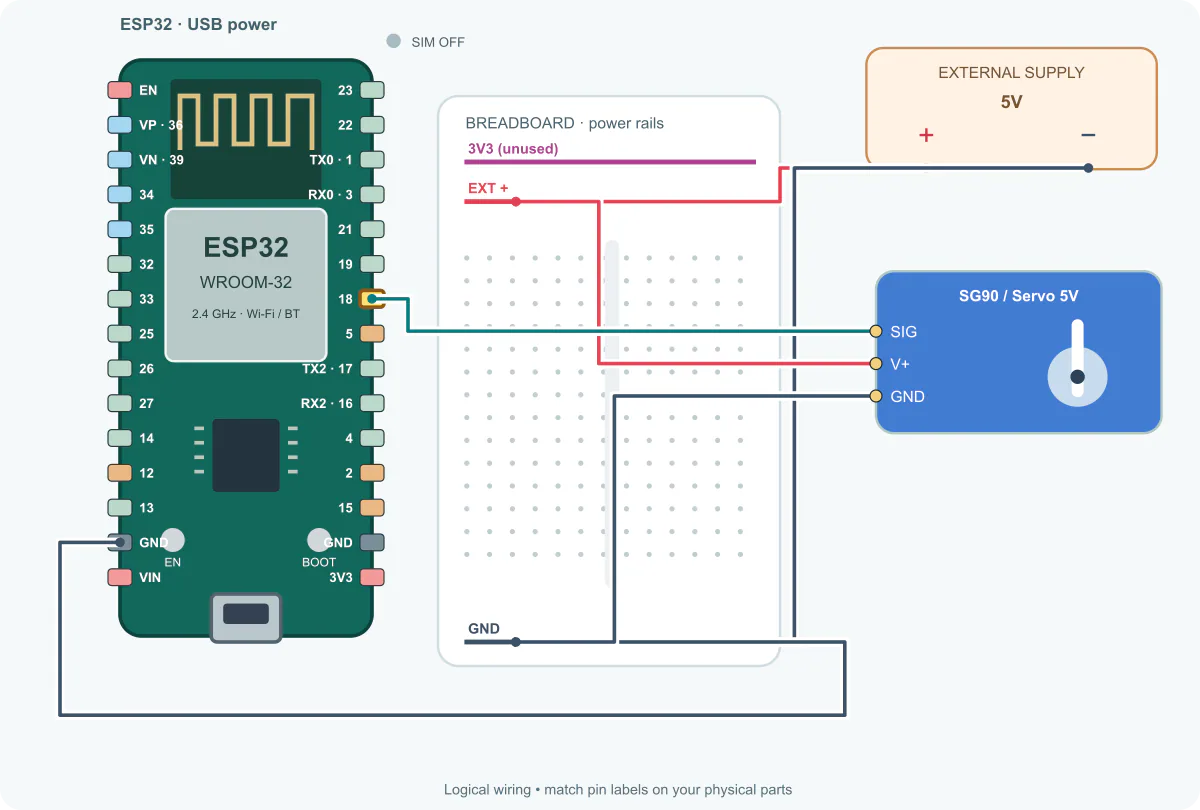 ESP32 · USB power
SIM OFF
EN
VP · 36
VN · 39
34
35
32
33
25
26
27
14
12
13
GND
VIN
23
22
TX0 · 1
RX0 · 3
21
19
18
5
TX2 · 17
RX2 · 16
4
2
15
GND
3V3
ESP32
WROOM-32
2.4 GHz · Wi-Fi / BT
EN
BOOT
BREADBOARD · power rails
3V3 (unused)
EXT +
GND
EXTERNAL SUPPLY
5V
+ −
SG90 / Servo 5V
SIG
V+
GND
Logical wiring • match pin labels on your physical parts